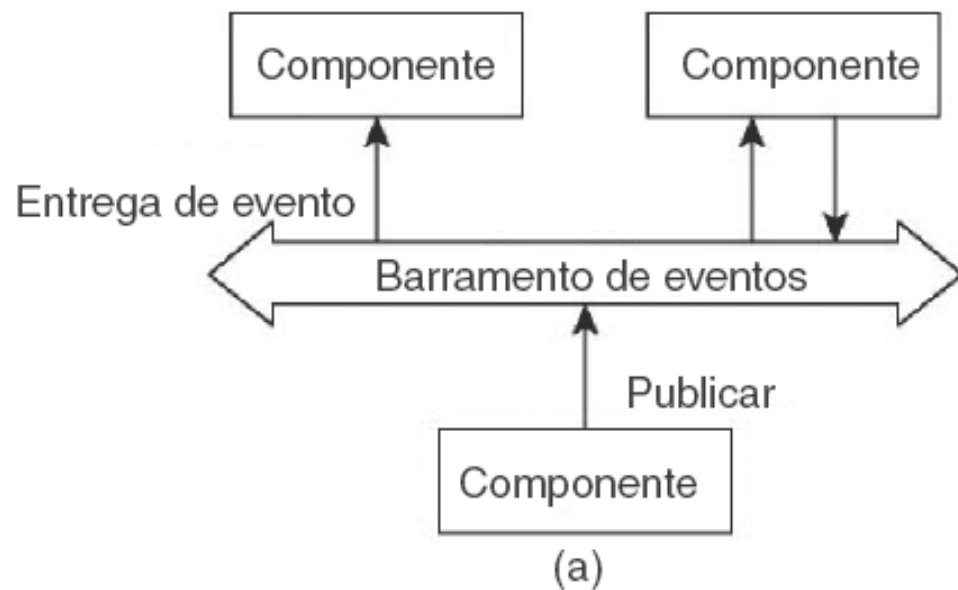 Componente
Componente
Entrega de evento
Barramento de eventos
Publicar
Componente
(a)